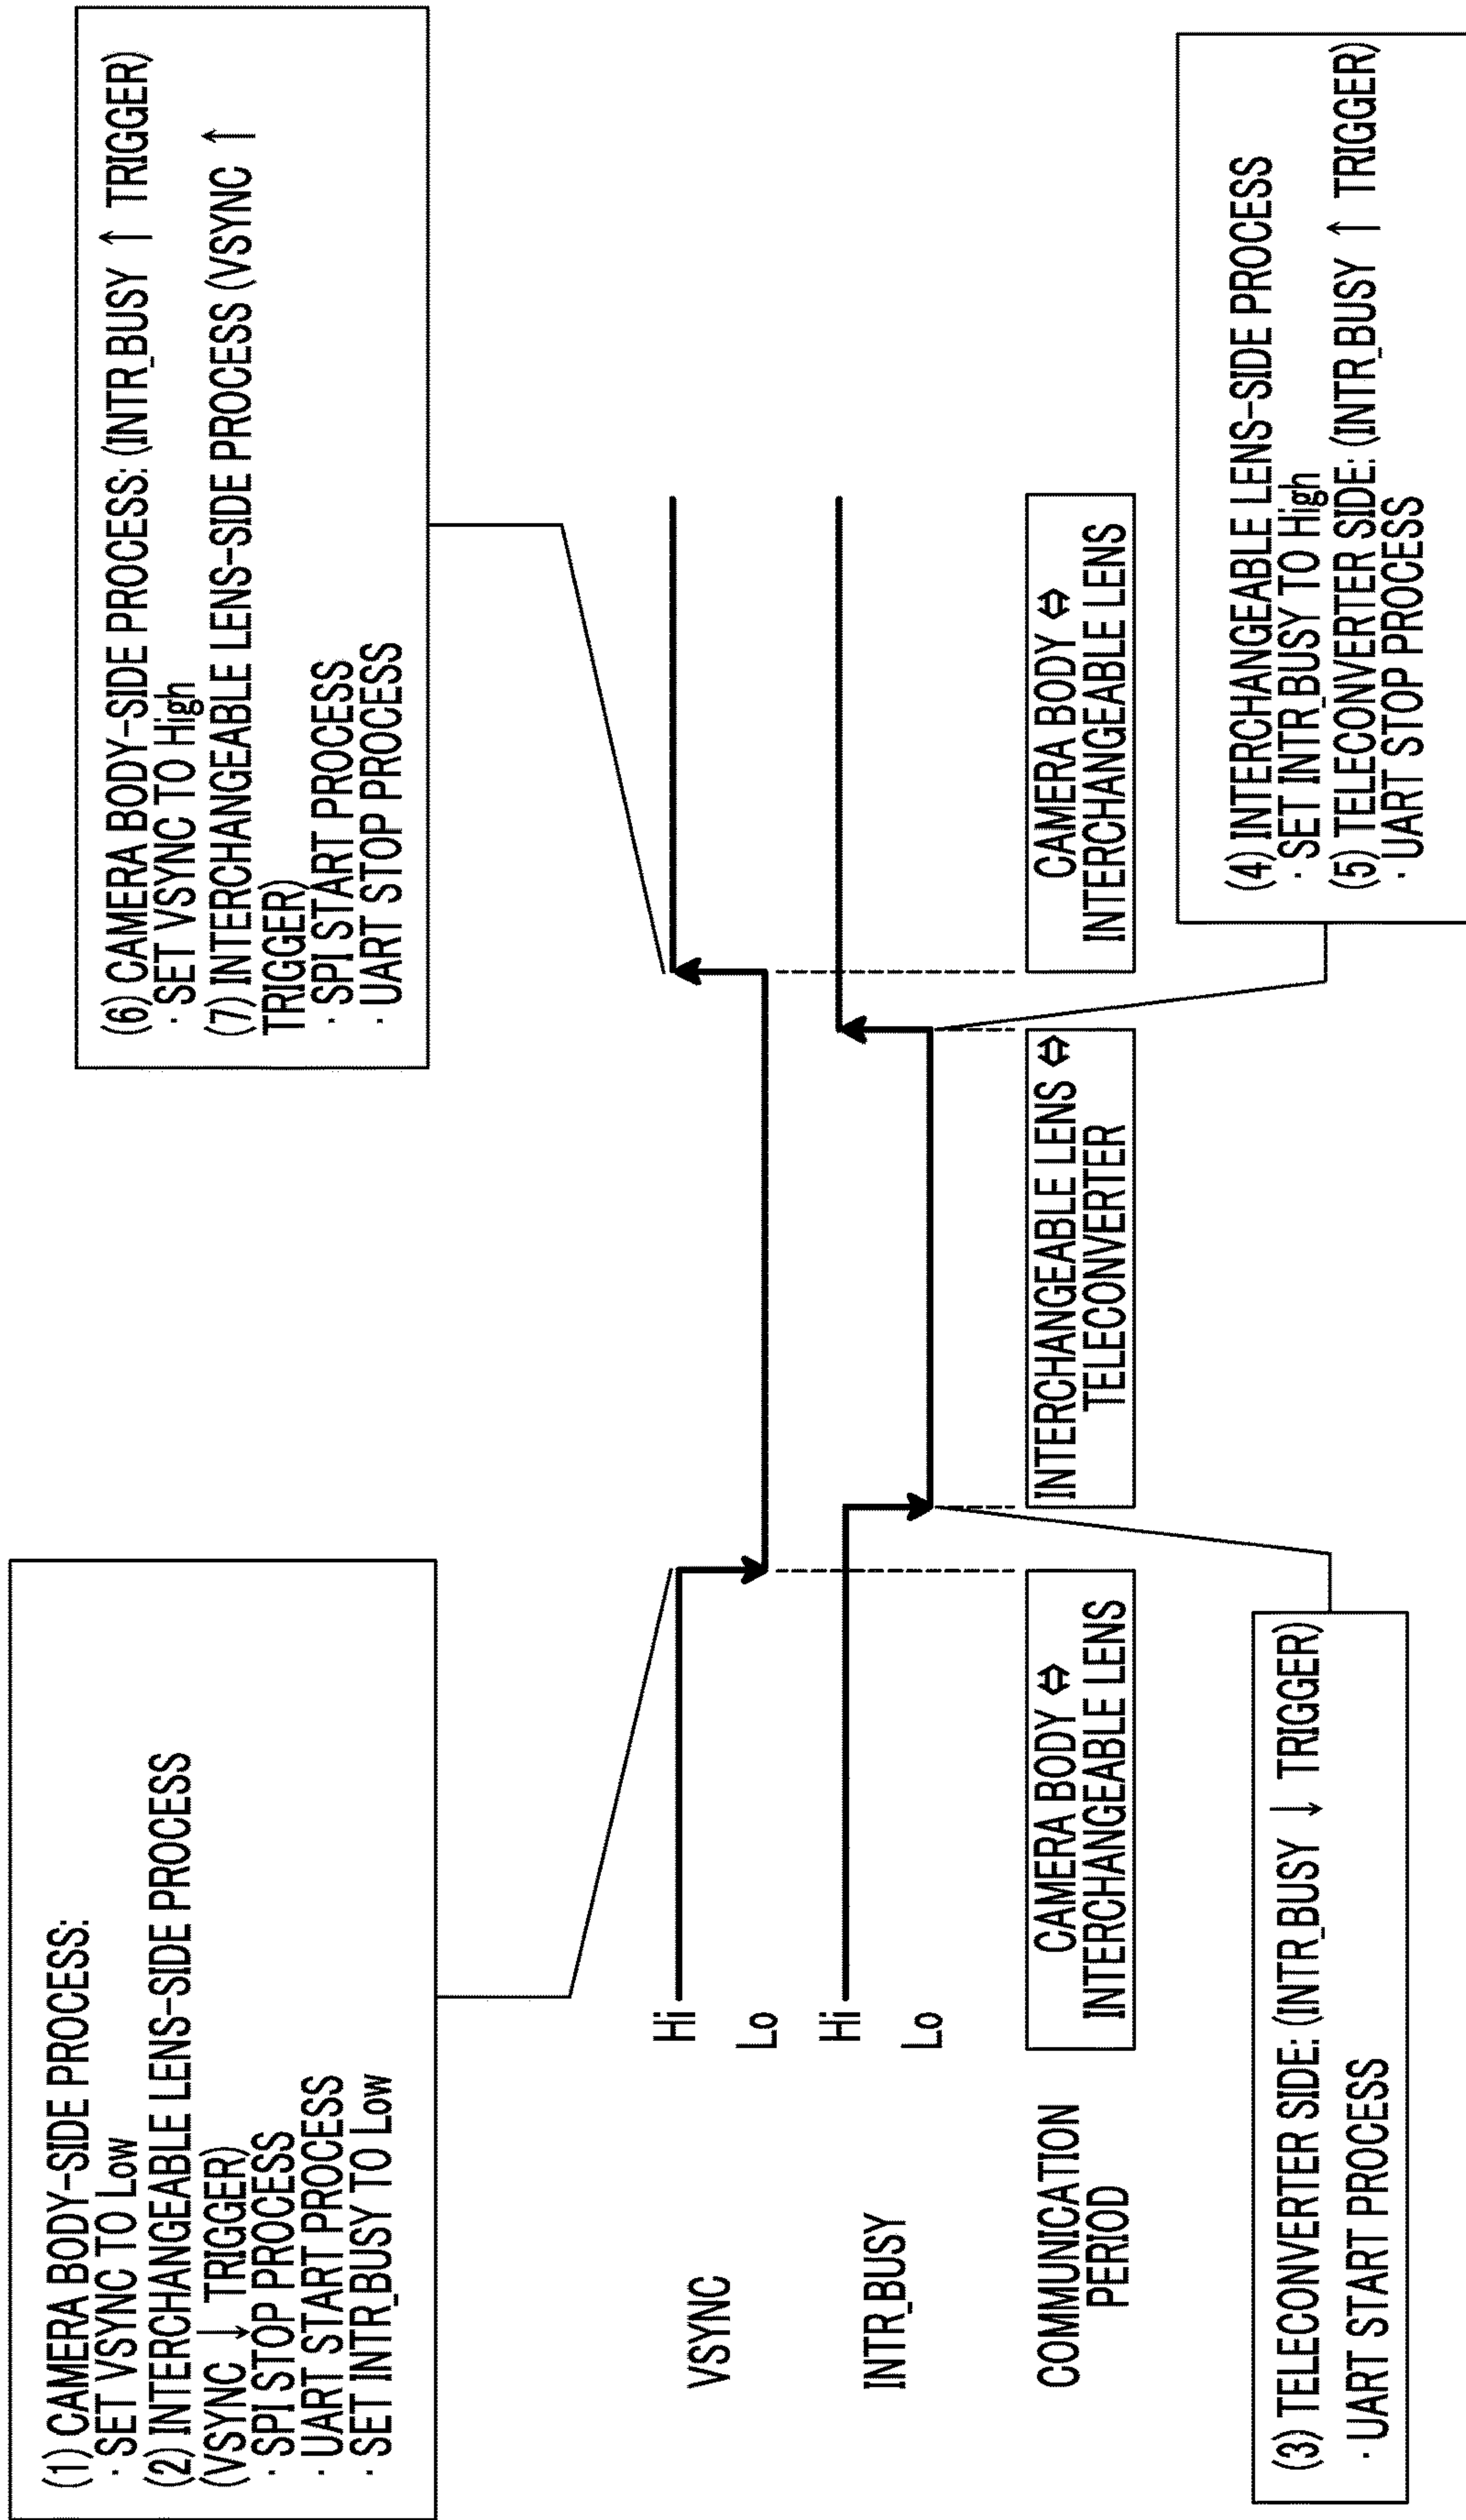 (1) CAMERA BODY-SIDE PROCESS:
· SET VSYNC TO Low
(2) INTERCHANGEABLE LENS-SIDE PROCESS
(VSYNC ↓ TRIGGER)
· SPI STOP PROCESS
· UART START PROCESS
· SET INTR_BUSY TO Low
(6) CAMERA BODY-SIDE PROCESS: (INTR_BUSY ↑ TRIGGER)
· SET VSYNC TO High
(7) INTERCHANGEABLE LENS-SIDE PROCESS (VSYNC ↑
TRIGGER)
· SPI START PROCESS
· UART STOP PROCESS
VSYNC
Hi
Lo
INTR_BUSY
Hi
Lo
COMMUNICATION
PERIOD
CAMERA BODY ⇔
INTERCHANGEABLE LENS
INTERCHANGEABLE LENS ⇔
TELECONVERTER
CAMERA BODY ⇔
INTERCHANGEABLE LENS
(3) TELECONVERTER SIDE: (INTR_BUSY ↓ TRIGGER)
· UART START PROCESS
(4) INTERCHANGEABLE LENS-SIDE PROCESS
· SET INTR_BUSY TO High
(5) TELECONVERTER SIDE: (INTR_BUSY ↑ TRIGGER)
· UART STOP PROCESS